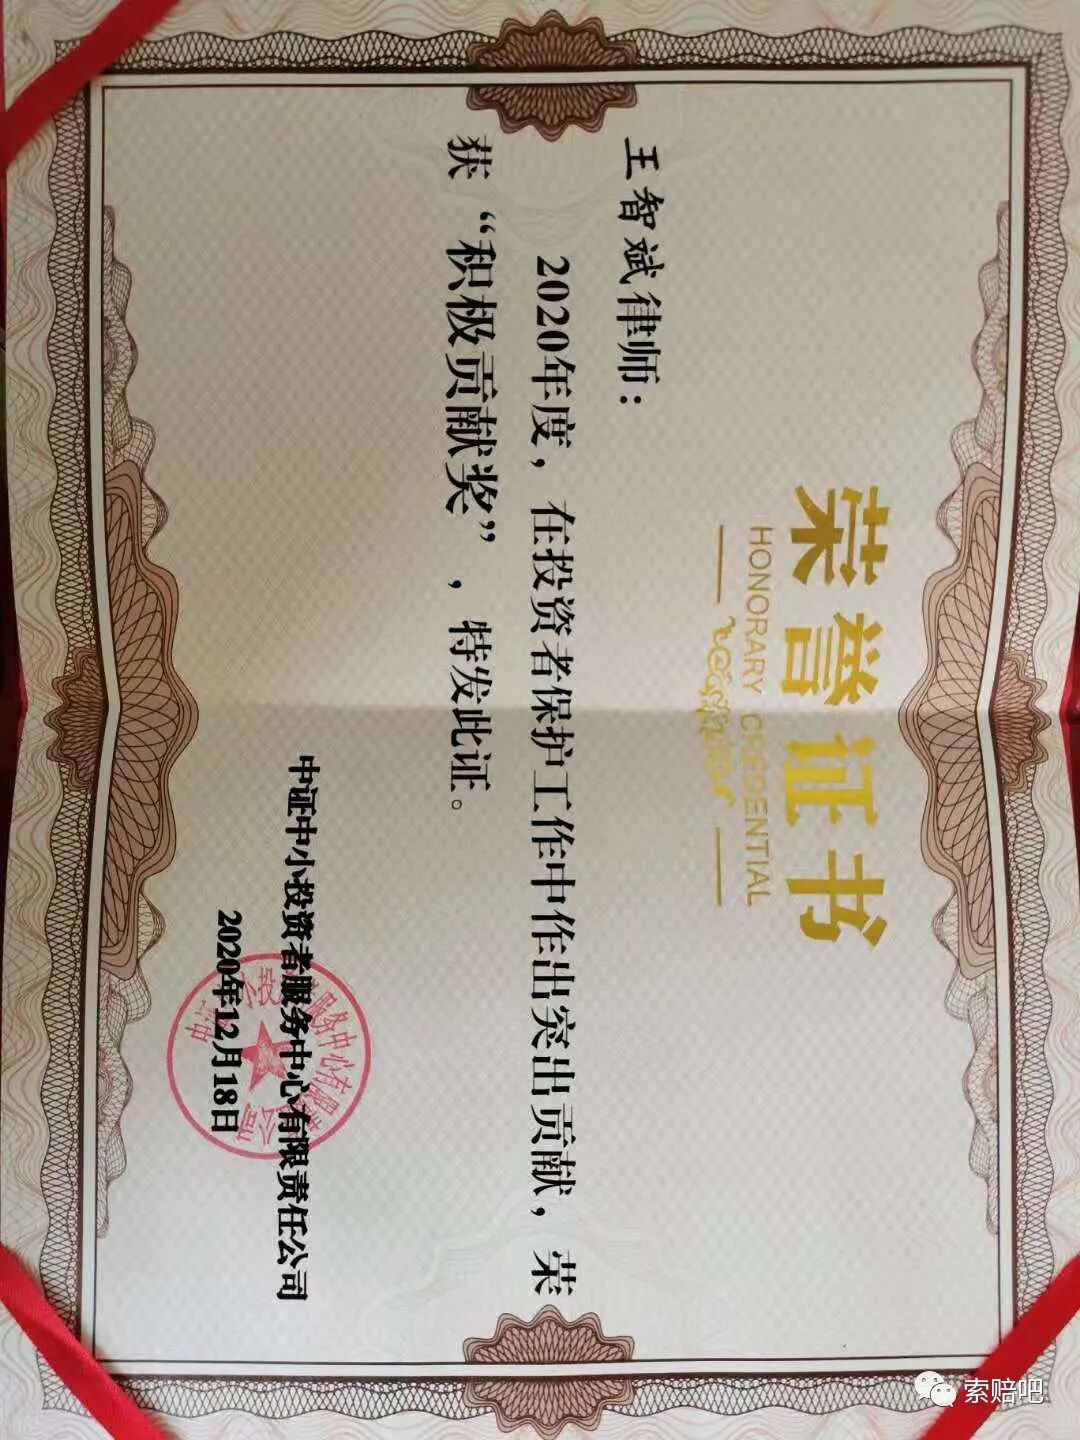 荣誉证书
HONORARY CREDENTIAL
王智斌律师：
2020年度，在投资者保护工作中作出突出贡献，荣
获“积极贡献奖”，特发此证。
中证中小投资者服务中心有限责任公司
2020年12月18日
索赔吧